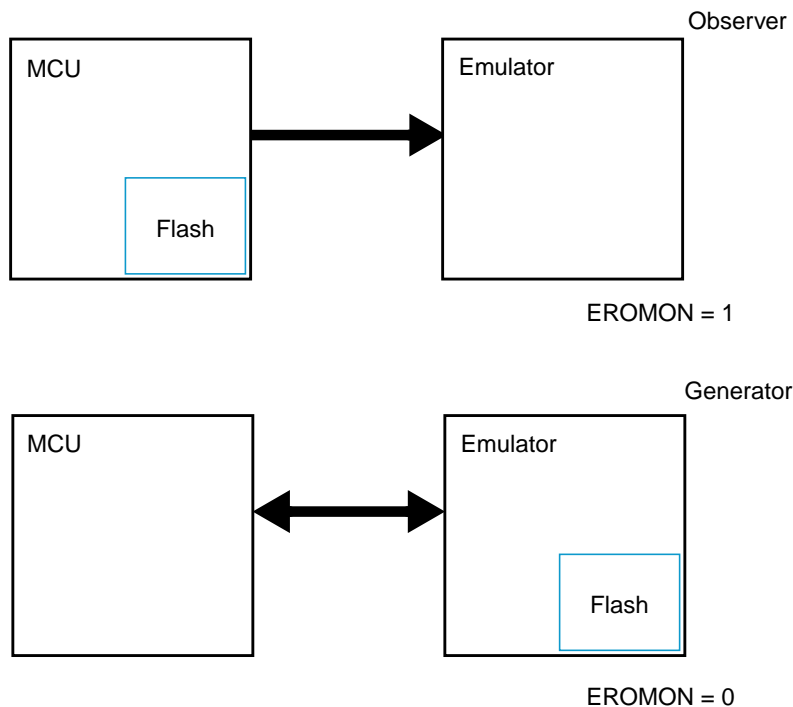 Observer
MCU
Emulator
Flash
EROMON = 1
Generator
MCU
Emulator
Flash
EROMON = 0